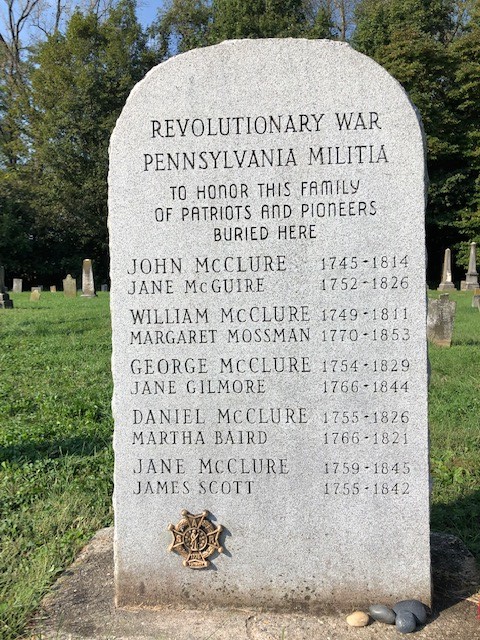 REVOLUTIONARY WAR
PENNSYLVANIA MILITIA
TO HONOR THIS FAMILY
OF PATRIOTS AND PIONEERS
BURIED HERE
JOHN McCLURE 1745-1814
JANE McGUIRE 1752-1826
WILLIAM McCLURE 1749-1811
MARGARET MOSSMAN 1770-1853
GEORGE McCLURE 1754-1829
JANE GILMORE 1766-1844
DANIEL McCLURE 1755-1826
MARTHA BAIRD 1766-1821
JANE McCLURE 1759-1845
JAMES SCOTT 1755-1842